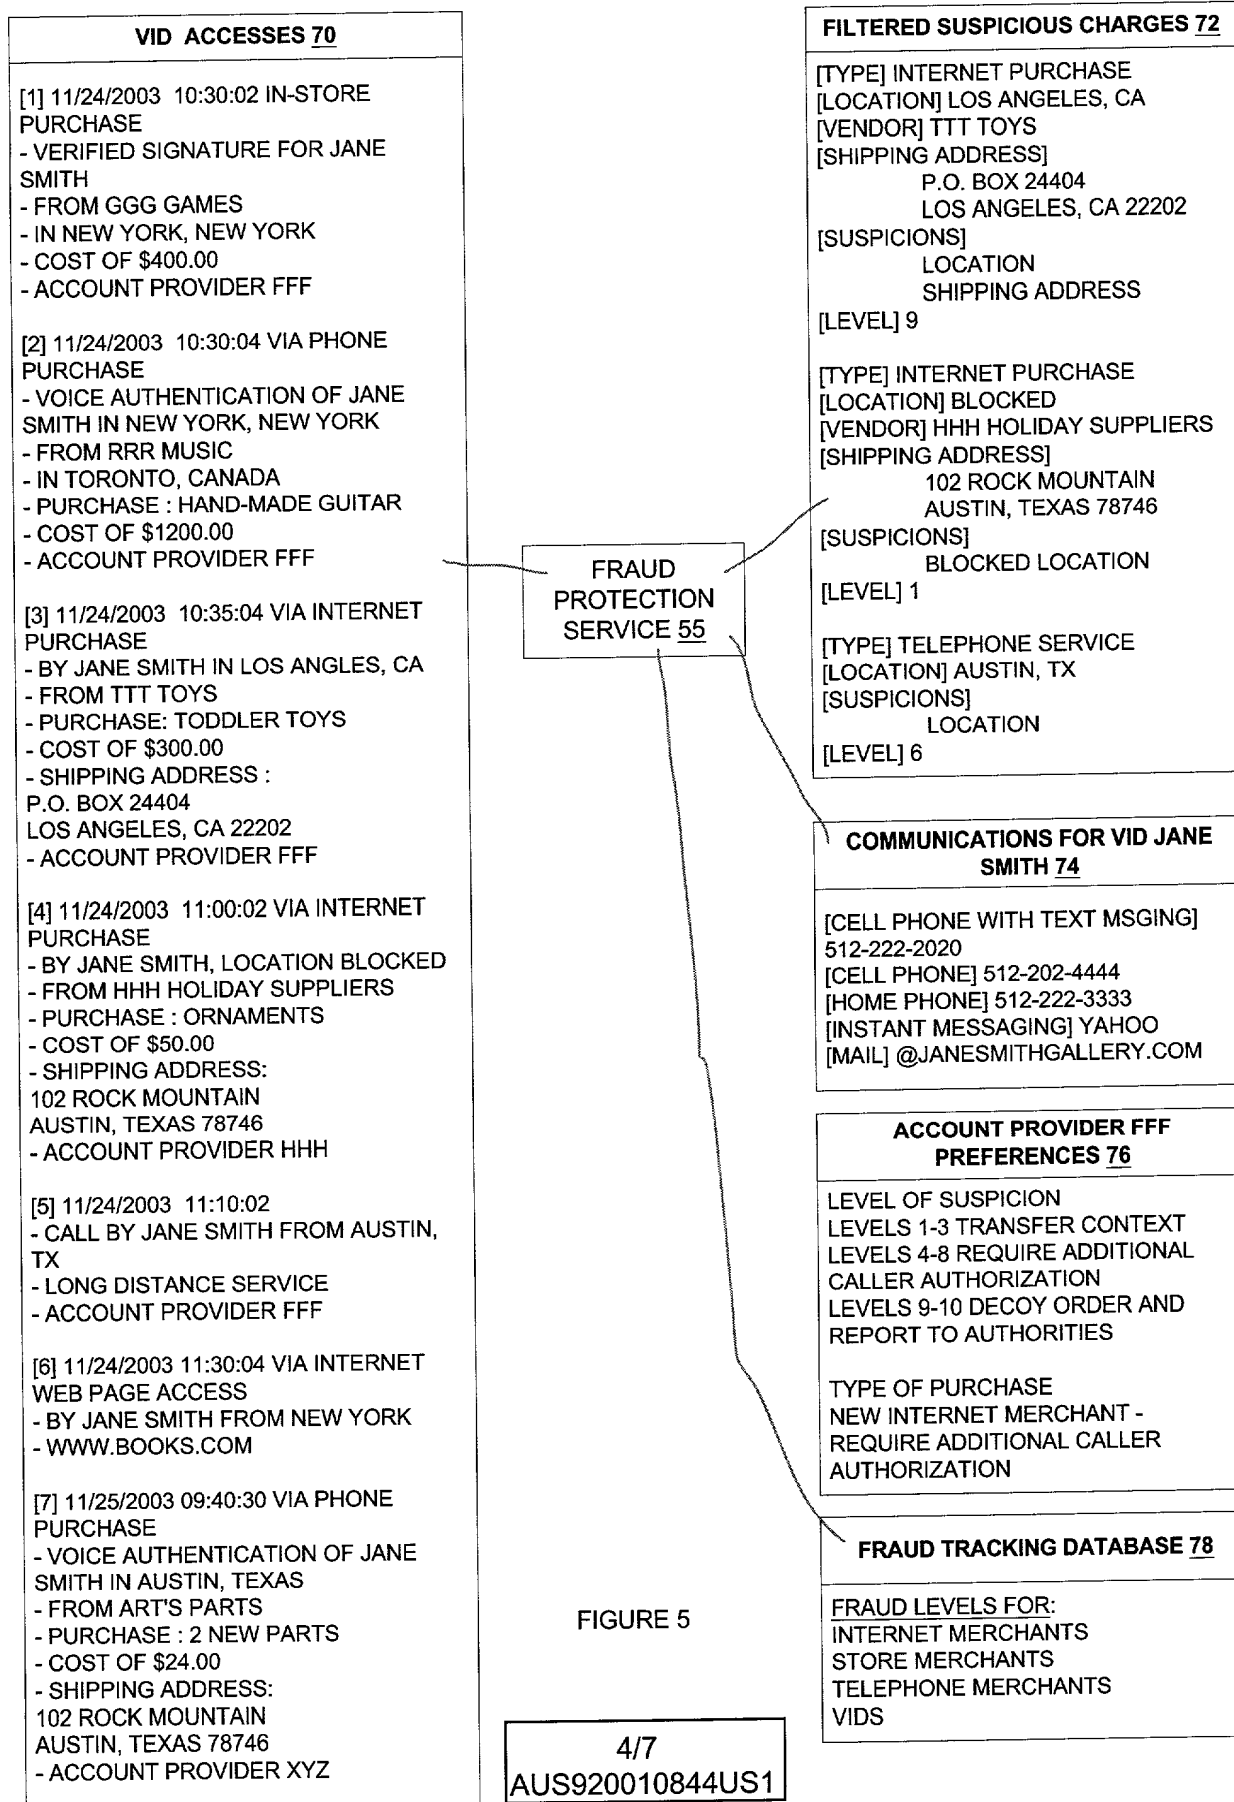 VID ACCESSES 70
[1] 11/24/2003 10:30:02 IN-STORE
PURCHASE
- VERIFIED SIGNATURE FOR JANE
SMITH
- FROM GGG GAMES
- IN NEW YORK, NEW YORK
- COST OF $400.00
- ACCOUNT PROVIDER FFF
[2] 11/24/2003 10:30:04 VIA PHONE
PURCHASE
- VOICE AUTHENTICATION OF JANE
SMITH IN NEW YORK, NEW YORK
- FROM RRR MUSIC
- IN TORONTO, CANADA
- PURCHASE : HAND-MADE GUITAR
- COST OF $1200.00
- ACCOUNT PROVIDER FFF
[3] 11/24/2003 10:35:04 VIA INTERNET
PURCHASE
- BY JANE SMITH IN LOS ANGLES, CA
- FROM TTT TOYS
- PURCHASE: TODDLER TOYS
- COST OF $300.00
- SHIPPING ADDRESS :
P.O. BOX 24404
LOS ANGELES, CA 22202
- ACCOUNT PROVIDER FFF
[4] 11/24/2003 11:00:02 VIA INTERNET
PURCHASE
- BY JANE SMITH, LOCATION BLOCKED
- FROM HHH HOLIDAY SUPPLIERS
- PURCHASE : ORNAMENTS
- COST OF $50.00
- SHIPPING ADDRESS:
102 ROCK MOUNTAIN
AUSTIN, TEXAS 78746
- ACCOUNT PROVIDER HHH
[5] 11/24/2003 11:10:02
- CALL BY JANE SMITH FROM AUSTIN,
TX
- LONG DISTANCE SERVICE
- ACCOUNT PROVIDER FFF
[6] 11/24/2003 11:30:04 VIA INTERNET
WEB PAGE ACCESS
- BY JANE SMITH FROM NEW YORK
- WWW.BOOKS.COM
[7] 11/25/2003 09:40:30 VIA PHONE
PURCHASE
- VOICE AUTHENTICATION OF JANE
SMITH IN AUSTIN, TEXAS
- FROM ART'S PARTS
- PURCHASE : 2 NEW PARTS
- COST OF $24.00
- SHIPPING ADDRESS:
102 ROCK MOUNTAIN
AUSTIN, TEXAS 78746
- ACCOUNT PROVIDER XYZ
FRAUD
PROTECTION
SERVICE 55
FIGURE 5
4/7
AUS920010844US1
FILTERED SUSPICIOUS CHARGES 72
[TYPE] INTERNET PURCHASE
[LOCATION] LOS ANGELES, CA
[VENDOR] TTT TOYS
[SHIPPING ADDRESS]
P.O. BOX 24404
LOS ANGELES, CA 22202
[SUSPICIONS]
LOCATION
SHIPPING ADDRESS
[LEVEL] 9
[TYPE] INTERNET PURCHASE
[LOCATION] BLOCKED
[VENDOR] HHH HOLIDAY SUPPLIERS
[SHIPPING ADDRESS]
102 ROCK MOUNTAIN
AUSTIN, TEXAS 78746
[SUSPICIONS]
BLOCKED LOCATION
[LEVEL] 1
[TYPE] TELEPHONE SERVICE
[LOCATION] AUSTIN, TX
[SUSPICIONS]
LOCATION
[LEVEL] 6
COMMUNICATIONS FOR VID JANE
SMITH 74
[CELL PHONE WITH TEXT MSGING]
512-222-2020
[CELL PHONE] 512-202-4444
[HOME PHONE] 512-222-3333
[INSTANT MESSAGING] YAHOO
[MAIL] @JANESMITHGALLERY.COM
ACCOUNT PROVIDER FFF
PREFERENCES 76
LEVEL OF SUSPICION
LEVELS 1-3 TRANSFER CONTEXT
LEVELS 4-8 REQUIRE ADDITIONAL
CALLER AUTHORIZATION
LEVELS 9-10 DECOY ORDER AND
REPORT TO AUTHORITIES
TYPE OF PURCHASE
NEW INTERNET MERCHANT -
REQUIRE ADDITIONAL CALLER
AUTHORIZATION
FRAUD TRACKING DATABASE 78
FRAUD LEVELS FOR:
INTERNET MERCHANTS
STORE MERCHANTS
TELEPHONE MERCHANTS
VIDS